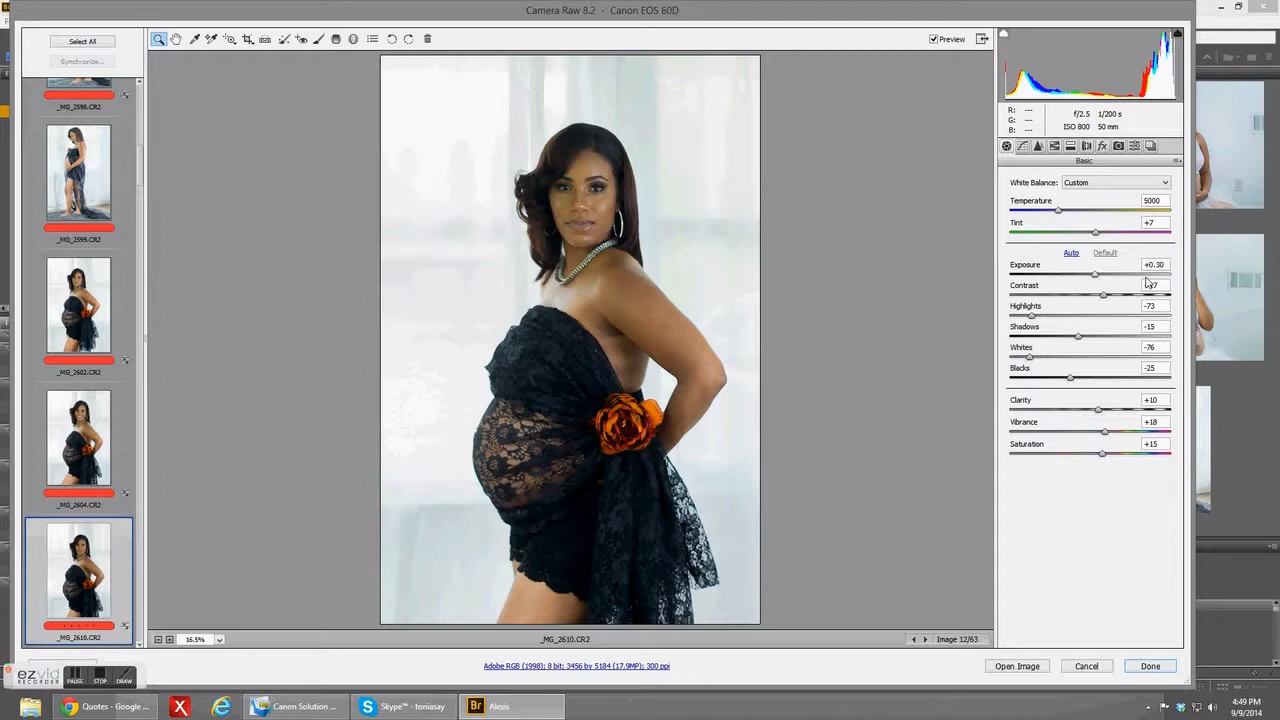 Camera Raw 8.2 - Canon EOS 60D
Select All
Synchronize...
_MG_2598.CR2
_MG_2599.CR2
_MG_2602.CR2
_MG_2604.CR2
_MG_2610.CR2
Preview
R: ---
G: ---
B: ---
f/2.5 1/200 s
ISO 800 50 mm
Basic
White Balance: Custom
Temperature 5000
Tint +7
Auto Default
Exposure +0.30
Contrast
Highlights -73
Shadows -15
Whites -76
Blacks -25
Clarity +10
Vibrance +18
Saturation +15
16.5%
_MG_2610.CR2
Image 12/63
Adobe RGB (1998); 8 bit; 3456 by 5184 (17.9MP); 300 ppi
Open Image
Cancel
Done
ezvid
RECORDER
PAUSE
STOP
DRAW
Quotes - Google ...
Canon Solution ...
Skype™ - toniasay
Br Alexis
4:49 PM
9/9/2014